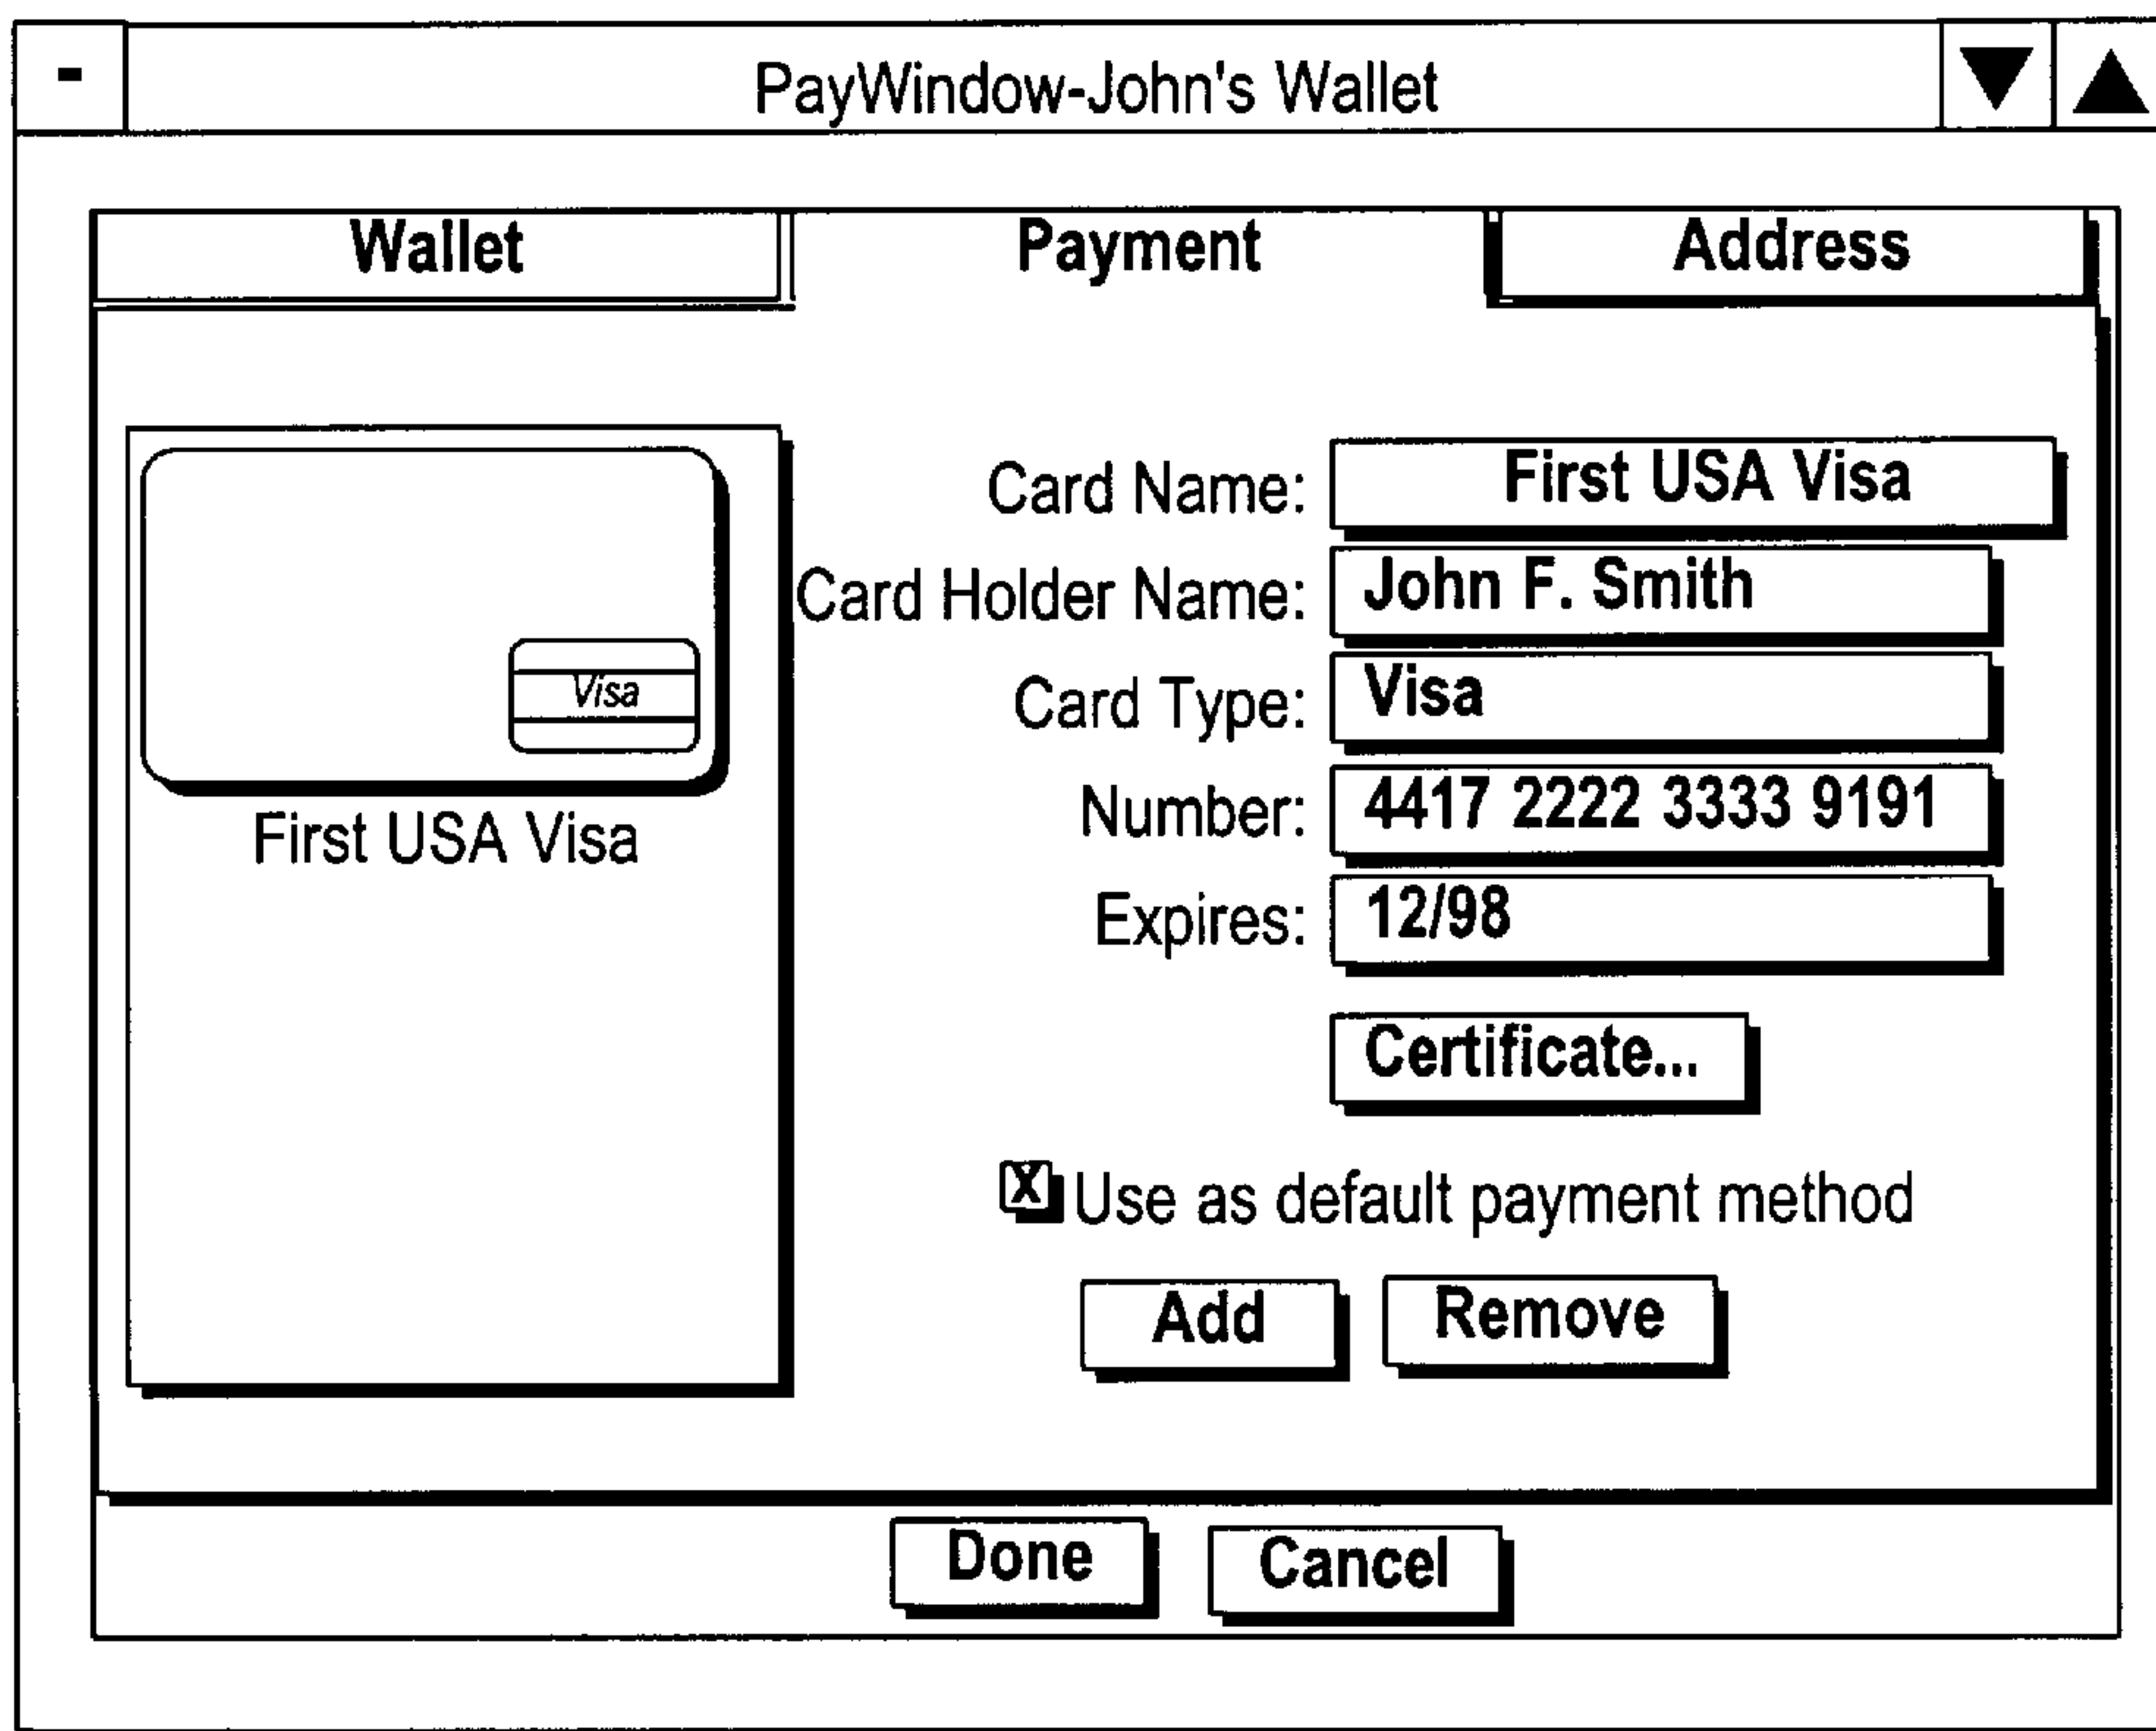 -
PayWindow-John's Wallet
Wallet Payment Address
Visa
First USA Visa
Card Name: First USA Visa
Card Holder Name: John F. Smith
Card Type: Visa
Number: 4417 2222 3333 9191
Expires: 12/98
Certificate...
X Use as default payment method
Add Remove
Done Cancel